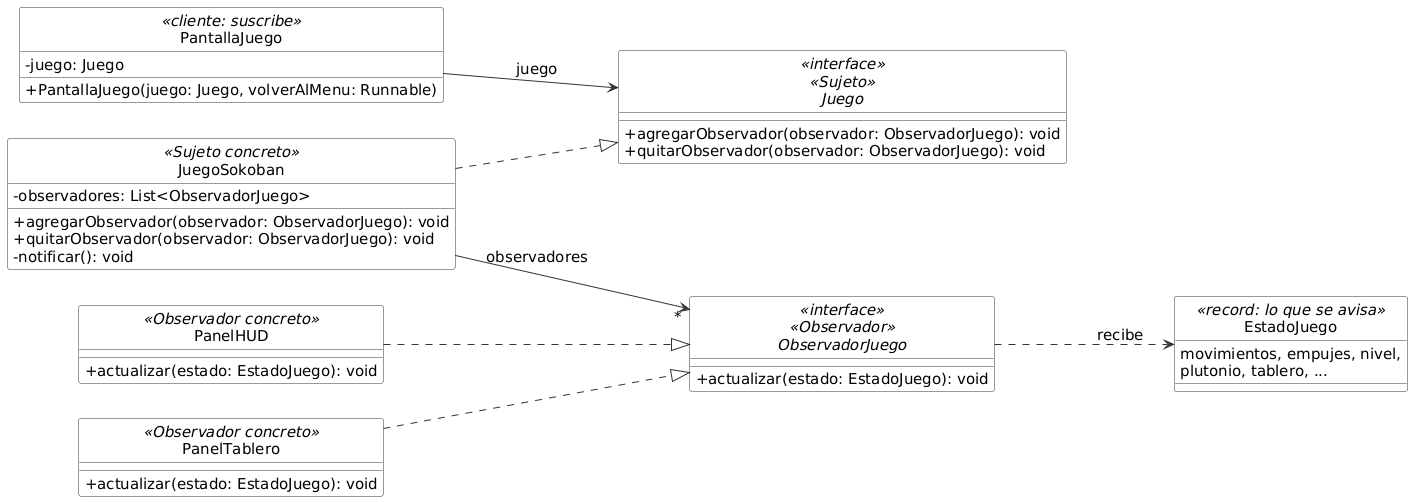 «cliente: suscribe»
PantallaJuego
-juego: Juego
+PantallaJuego(juego: Juego, volverAlMenu: Runnable)
juego
«interface»
«Sujeto»
Juego
+agregarObservador(observador: ObservadorJuego): void
+quitarObservador(observador: ObservadorJuego): void
«Sujeto concreto»
JuegoSokoban
-observadores: List<ObservadorJuego>
+agregarObservador(observador: ObservadorJuego): void
+quitarObservador(observador: ObservadorJuego): void
-notificar(): void
observadores
*
«Observador concreto»
PanelHUD
+actualizar(estado: EstadoJuego): void
«interface»
«Observador»
ObservadorJuego
+actualizar(estado: EstadoJuego): void
recibe
«record: lo que se avisa»
EstadoJuego
movimientos, empujes, nivel,
plutonio, tablero, ...
«Observador concreto»
PanelTablero
+actualizar(estado: EstadoJuego): void